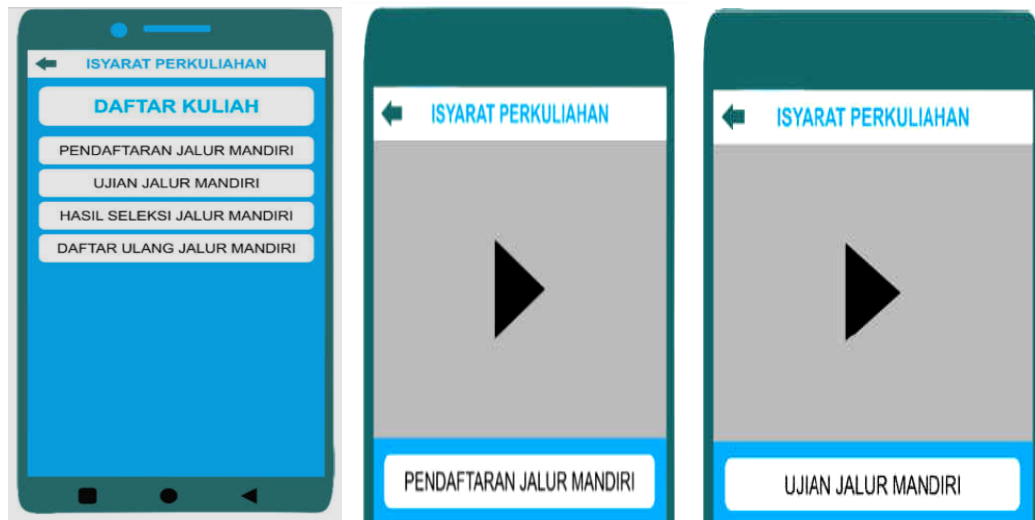 ISYARAT PERKULIAHAN
DAFTAR KULIAH
PENDAFTARAN JALUR MANDIRI
UJIAN JALUR MANDIRI
HASIL SELEKSI JALUR MANDIRI
DAFTAR ULANG JALUR MANDIRI
ISYARAT PERKULIAHAN
PENDAFTARAN JALUR MANDIRI
ISYARAT PERKULIAHAN
UJIAN JALUR MANDIRI